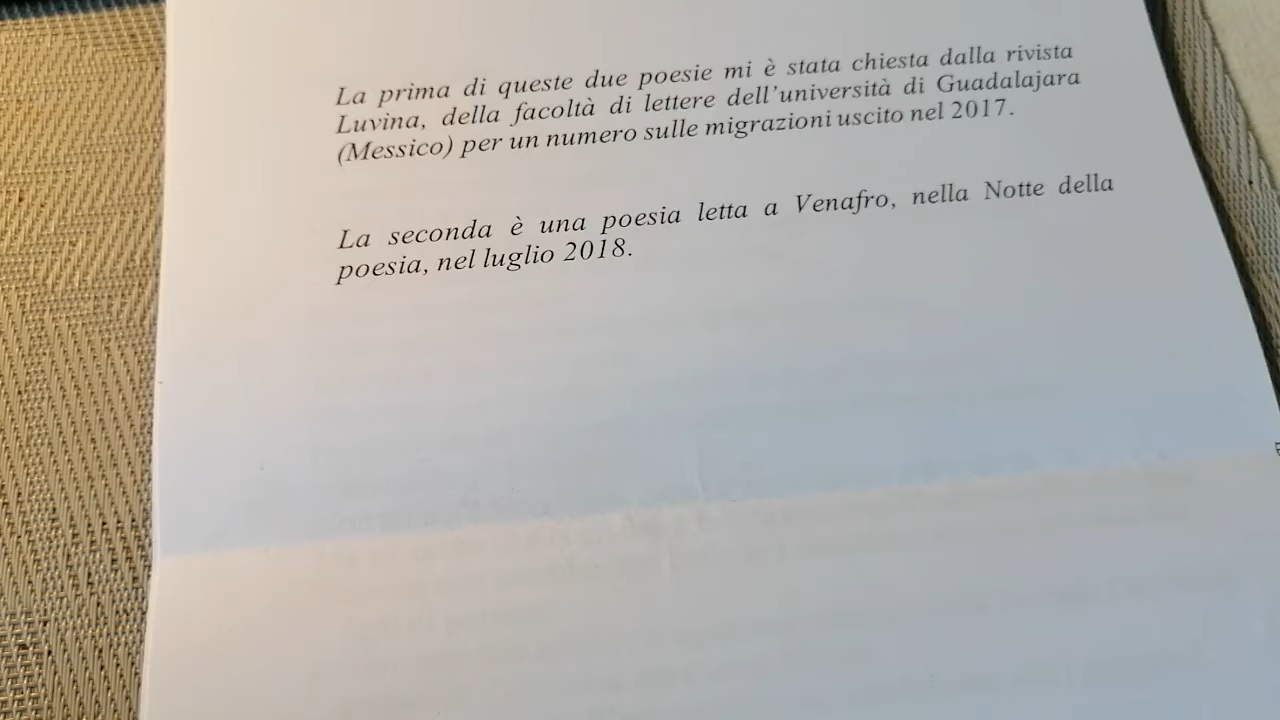 La prima di queste due poesie mi è stata chiesta dalla rivista
Luvina, della facoltà di lettere dell'università di Guadalajara
(Messico) per un numero sulle migrazioni uscito nel 2017.
La seconda è una poesia letta a Venafro, nella Notte della
poesia, nel luglio 2018.